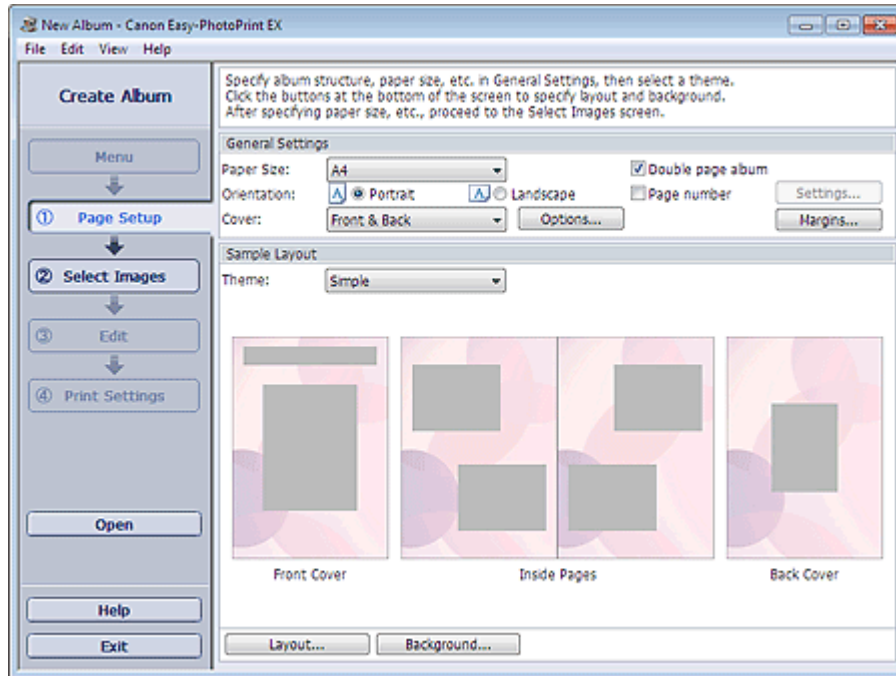 New Album - Canon Easy-PhotoPrint EX
File Edit View Help
Create Album
Menu
① Page Setup
② Select Images
③ Edit
④ Print Settings
Open
Help
Exit
Specify album structure, paper size, etc. in General Settings, then select a theme.
Click the buttons at the bottom of the screen to specify layout and background.
After specifying paper size, etc., proceed to the Select Images screen.
General Settings
Paper Size: A4 Double page album
Orientation: A Portrait A Landscape Page number Settings...
Cover: Front & Back Options... Margins...
Sample Layout
Theme: Simple
Front Cover Inside Pages Back Cover
Layout... Background...